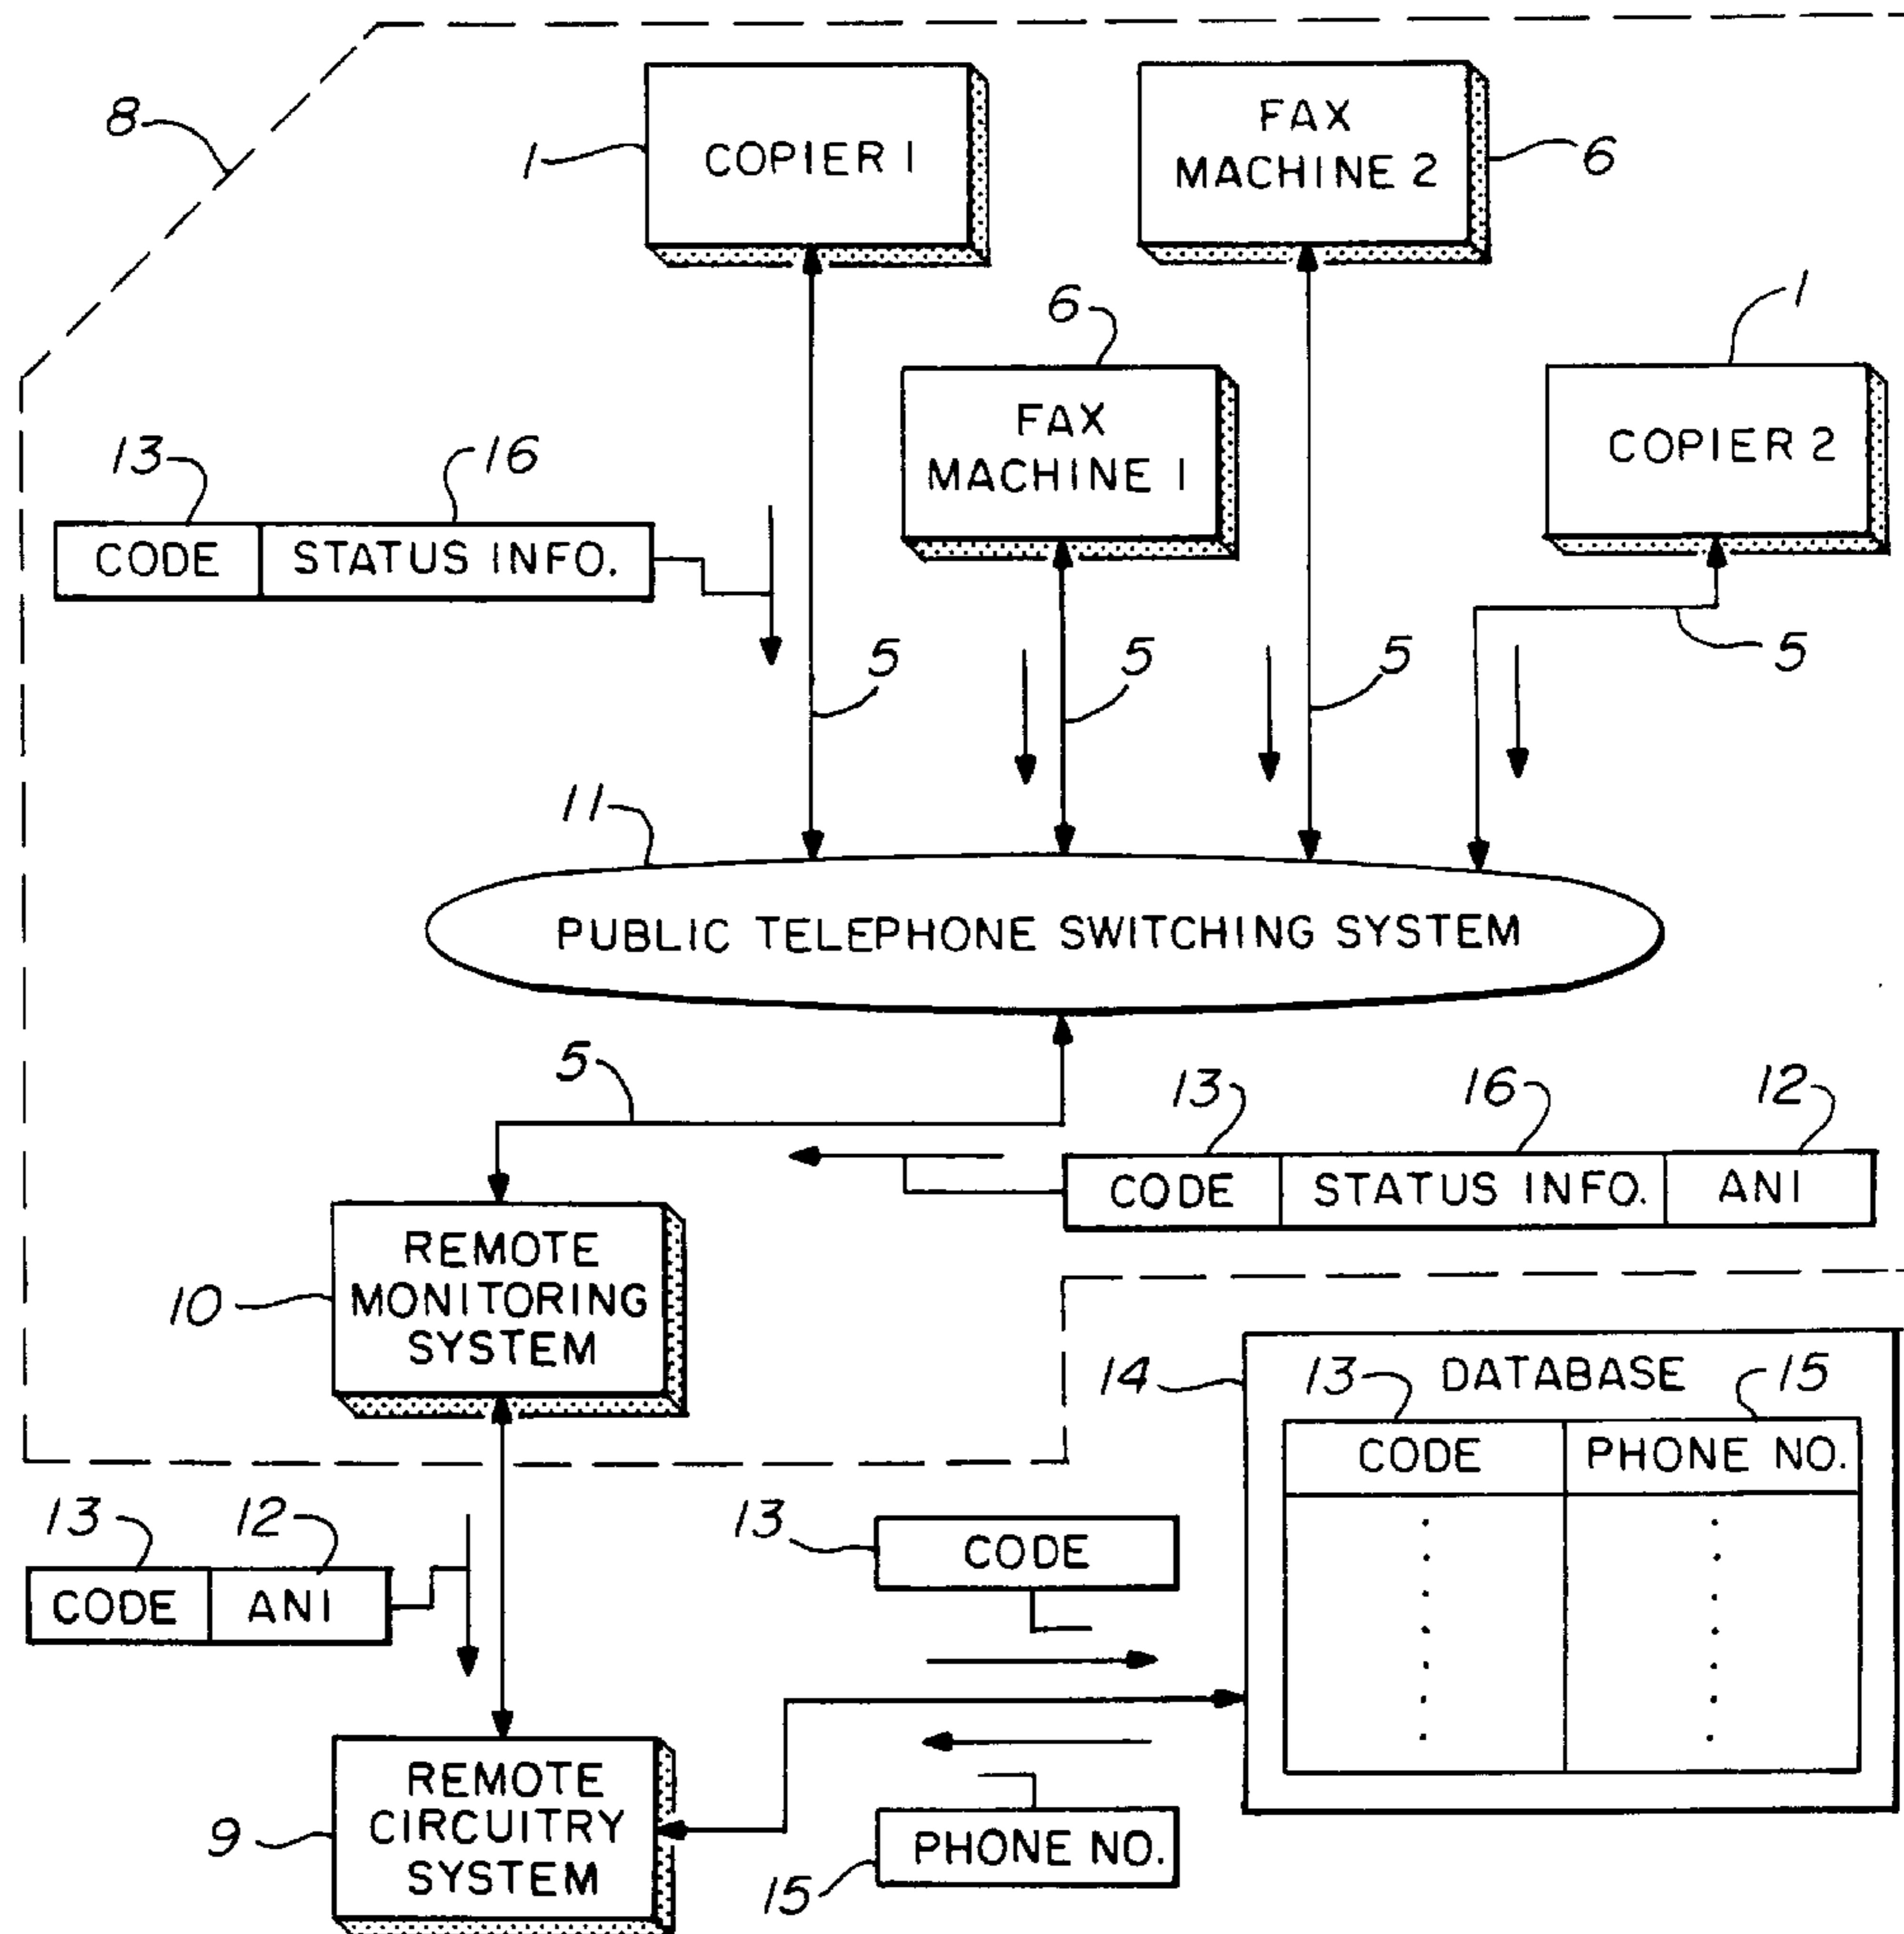 8
1
COPIER 1
FAX
MACHINE 2
6
6
1
FAX
MACHINE 1
COPIER 2
13
16
CODE
STATUS INFO.
5
5
5
5
11
PUBLIC TELEPHONE SWITCHING SYSTEM
5
13
16
12
CODE
STATUS INFO.
ANI
10
REMOTE
MONITORING
SYSTEM
14
DATABASE
13
15
CODE
PHONE NO.
13
12
CODE
ANI
13
CODE
9
REMOTE
CIRCUITRY
SYSTEM
PHONE NO.
15